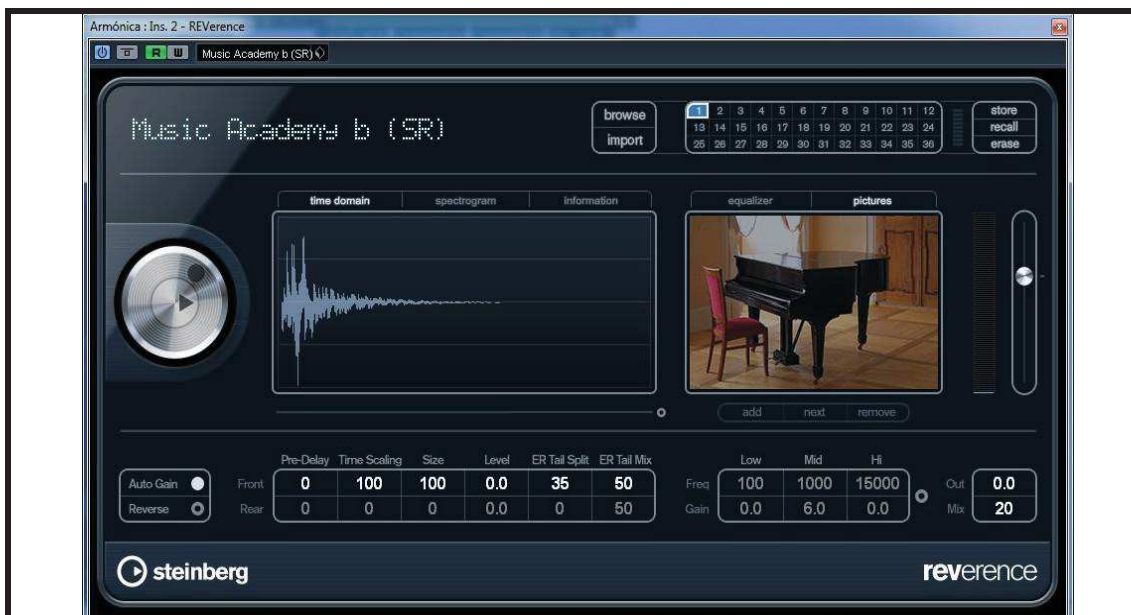 Armónica : Ins. 2 - REVerence
R W Music Academy b (SR)
Music Academy b (SR)
browse
import
1 2 3 4 5 6 7 8 9 10 11 12
13 14 15 16 17 18 19 20 21 22 23 24
25 26 27 28 29 30 31 32 33 34 35 36
store
recall
erase
time domain spectrogram information
equalizer pictures
add next remove
Pre-Delay Time Scaling Size Level ER Tail Split ER Tail Mix
Auto Gain Front 0 100 100 0.0 35 50
Reverse Rear 0 0 0 0.0 0 50
Low Mid Hi
Freq 100 1000 15000 Out 0.0
Gain 0.0 6.0 0.0 Mix 20
steinberg
reverence